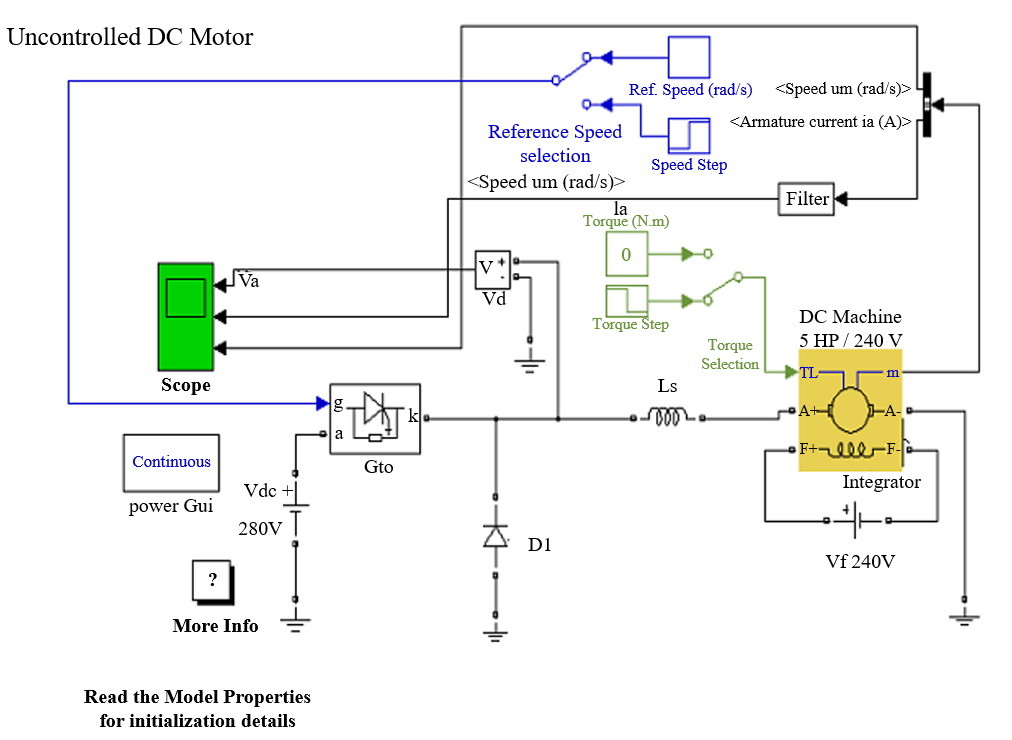 Uncontrolled DC Motor
Ref. Speed (rad/s)
<Speed um (rad/s)>
<Armature current ia (A)>
Reference Speed
selection
Speed Step
<Speed um (rad/s)>
Filter
Ia
Torque (N.m)
0
V + -
Va
Vd
Torque Step
DC Machine
5 HP / 240 V
Torque
Selection
TL m
Scope
Ls
g
k
A+ A-
a
F+ F-
Continuous
Gto
Integrator
power Gui
Vdc +
+
280V
D1
Vf 240V
?
More Info
Read the Model Properties
for initialization details